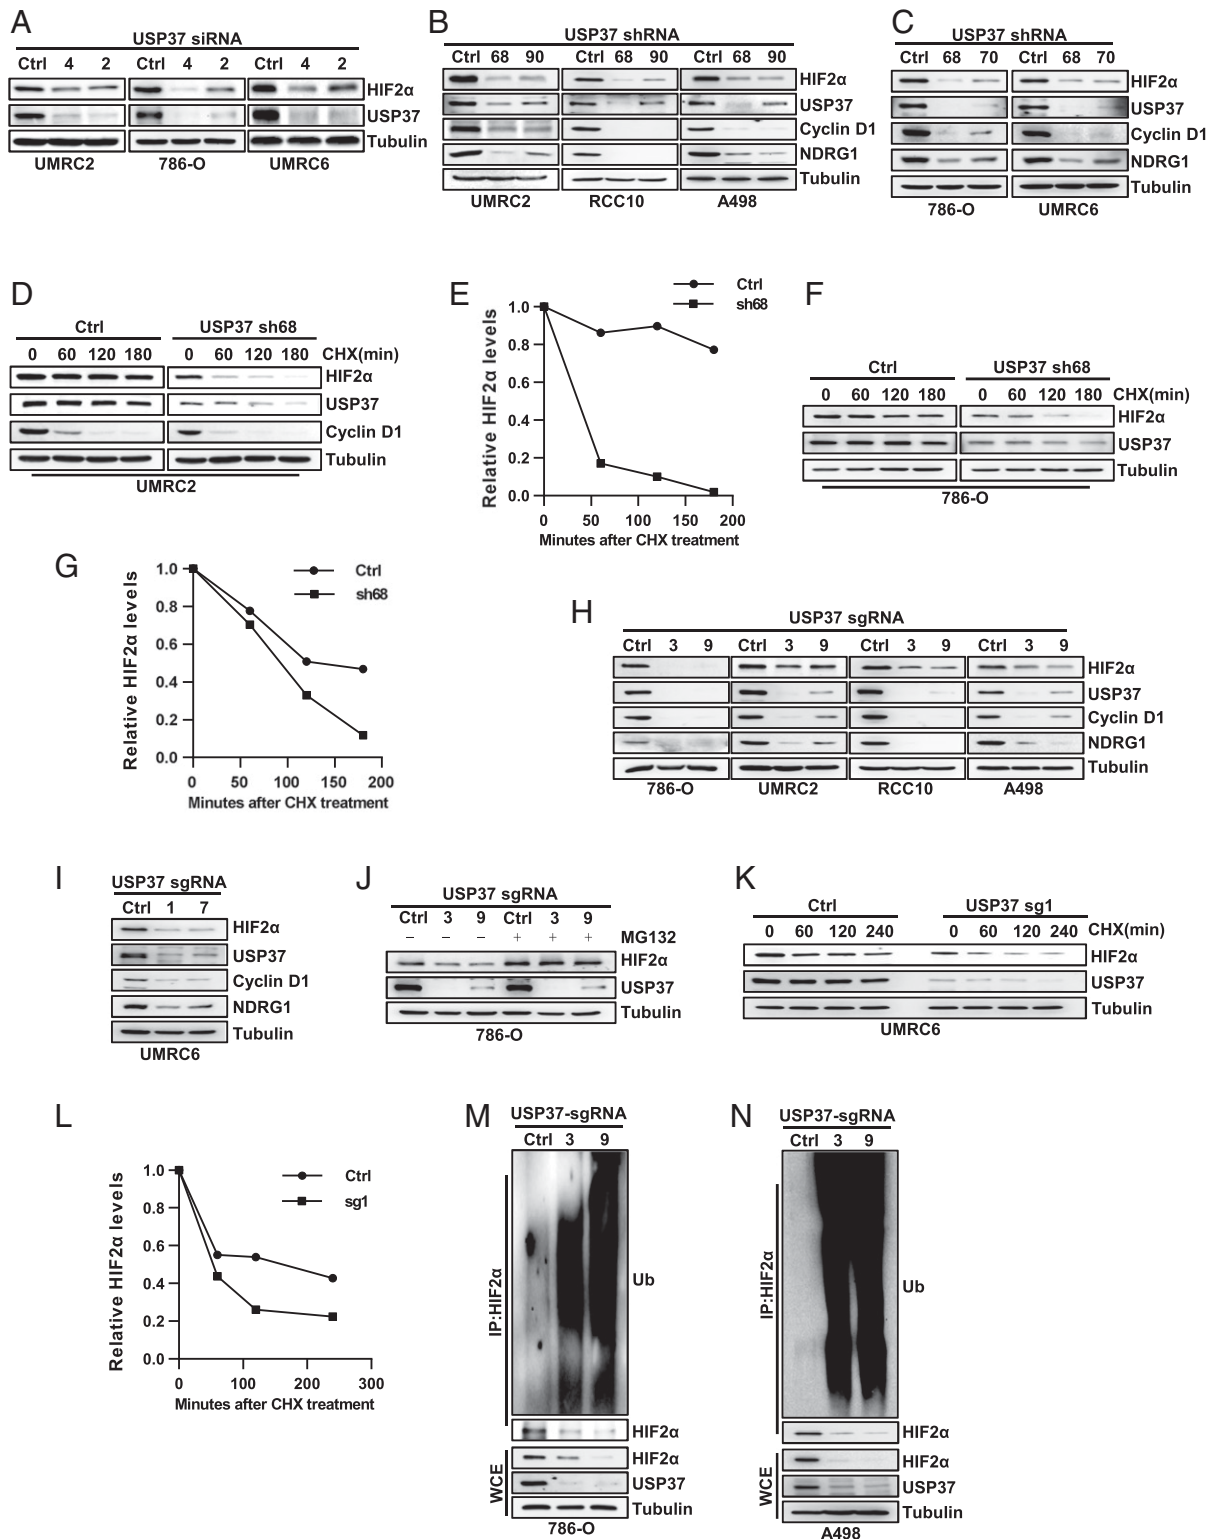 A
USP37 siRNA
Ctrl 4 2 Ctrl 4 2 Ctrl 4 2
HIF2α
USP37
Tubulin
UMRC2 786-O UMRC6
B
USP37 shRNA
Ctrl 68 90 Ctrl 68 90 Ctrl 68 90
HIF2α
USP37
Cyclin D1
NDRG1
Tubulin
UMRC2 RCC10 A498
C
USP37 shRNA
Ctrl 68 70 Ctrl 68 70
HIF2α
USP37
Cyclin D1
NDRG1
Tubulin
786-O UMRC6
D
Ctrl USP37 sh68
0 60 120 180 0 60 120 180 CHX(min)
HIF2α
USP37
Cyclin D1
Tubulin
UMRC2
E
Ctrl
sh68
Relative HIF2α levels
1.0
0.8
0.6
0.4
0.2
0.0
0 50 100 150 200
Minutes after CHX treatment
F
Ctrl USP37 sh68
0 60 120 180 0 60 120 180 CHX(min)
HIF2α
USP37
Tubulin
786-O
G
Ctrl
sh68
Relative HIF2α levels
1.0
0.8
0.6
0.4
0.2
0.0
0 50 100 150 200
Minutes after CHX treatment
H
USP37 sgRNA
Ctrl 3 9 Ctrl 3 9 Ctrl 3 9 Ctrl 3 9
HIF2α
USP37
Cyclin D1
NDRG1
Tubulin
786-O UMRC2 RCC10 A498
I
USP37 sgRNA
Ctrl 1 7
HIF2α
USP37
Cyclin D1
NDRG1
Tubulin
UMRC6
J
USP37 sgRNA
Ctrl 3 9 Ctrl 3 9
– – – + + + MG132
HIF2α
USP37
Tubulin
786-O
K
Ctrl USP37 sg1
0 60 120 240 0 60 120 240 CHX(min)
HIF2α
USP37
Tubulin
UMRC6
L
Ctrl
sg1
Relative HIF2α levels
1.0
0.8
0.6
0.4
0.2
0.0
0 100 200 300
Minutes after CHX treatment
M
USP37-sgRNA
Ctrl 3 9
IP:HIF2α
Ub
HIF2α
WCE
HIF2α
USP37
Tubulin
786-O
N
USP37-sgRNA
Ctrl 3 9
IP:HIF2α
Ub
HIF2α
WCE
HIF2α
USP37
Tubulin
A498